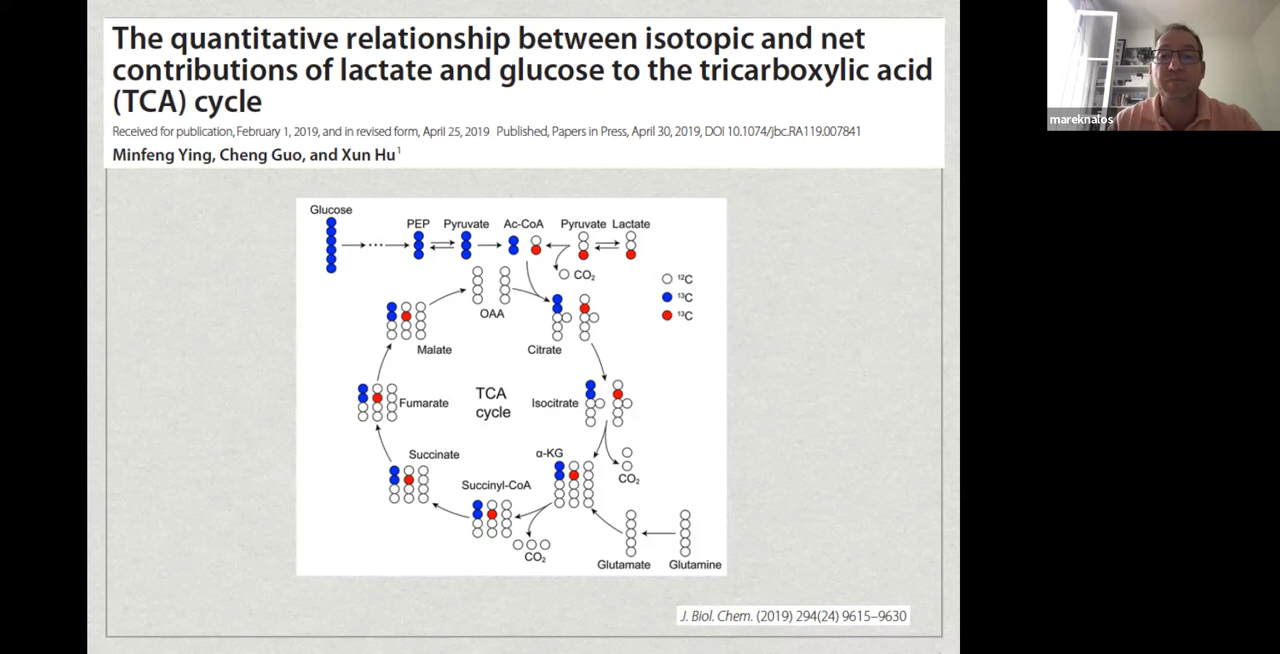 The quantitative relationship between isotopic and net
contributions of lactate and glucose to the tricarboxylic acid
(TCA) cycle
Received for publication, February 1, 2019, and in revised form, April 25, 2019 Published, Papers in Press, April 30, 2019, DOI 10.1074/jbc.RA119.007841
Minfeng Ying, Cheng Guo, and Xun Hu1
mareknalos
Glucose
PEP Pyruvate Ac-CoA Pyruvate Lactate
CO2
12C
13C
13C
OAA
Malate
Citrate
TCA
cycle
Fumarate
Isocitrate
Succinate
α-KG
CO2
Succinyl-CoA
CO2
Glutamate Glutamine
J. Biol. Chem. (2019) 294(24) 9615–9630